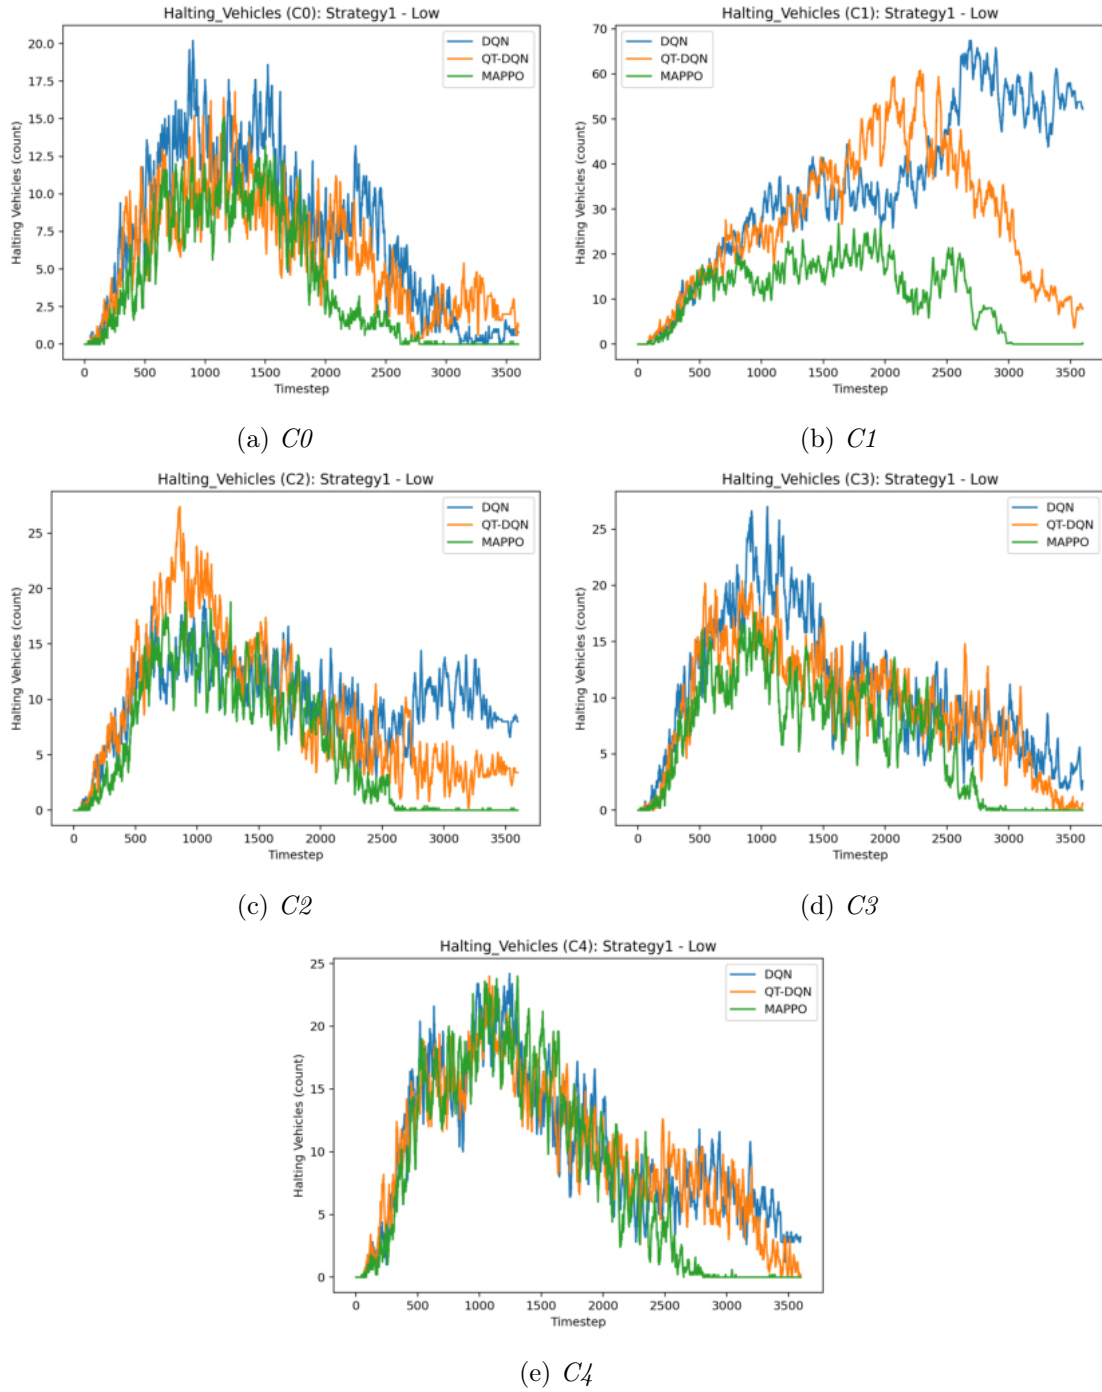 Halting_Vehicles (C0): Strategy1 - Low
DQN
QT-DQN
MAPPO
Halting Vehicles (count)
20.0
17.5
15.0
12.5
10.0
7.5
5.0
2.5
0.0
0 500 1000 1500 2000 2500 3000 3500
Timestep
(a) C0
Halting_Vehicles (C1): Strategy1 - Low
DQN
QT-DQN
MAPPO
Halting Vehicles (count)
70
60
50
40
30
20
10
0
0 500 1000 1500 2000 2500 3000 3500
Timestep
(b) C1
Halting_Vehicles (C2): Strategy1 - Low
DQN
QT-DQN
MAPPO
Halting Vehicles (count)
25
20
15
10
5
0
0 500 1000 1500 2000 2500 3000 3500
Timestep
(c) C2
Halting_Vehicles (C3): Strategy1 - Low
DQN
QT-DQN
MAPPO
Halting Vehicles (count)
25
20
15
10
5
0
0 500 1000 1500 2000 2500 3000 3500
Timestep
(d) C3
Halting_Vehicles (C4): Strategy1 - Low
DQN
QT-DQN
MAPPO
Halting Vehicles (count)
25
20
15
10
5
0
0 500 1000 1500 2000 2500 3000 3500
Timestep
(e) C4